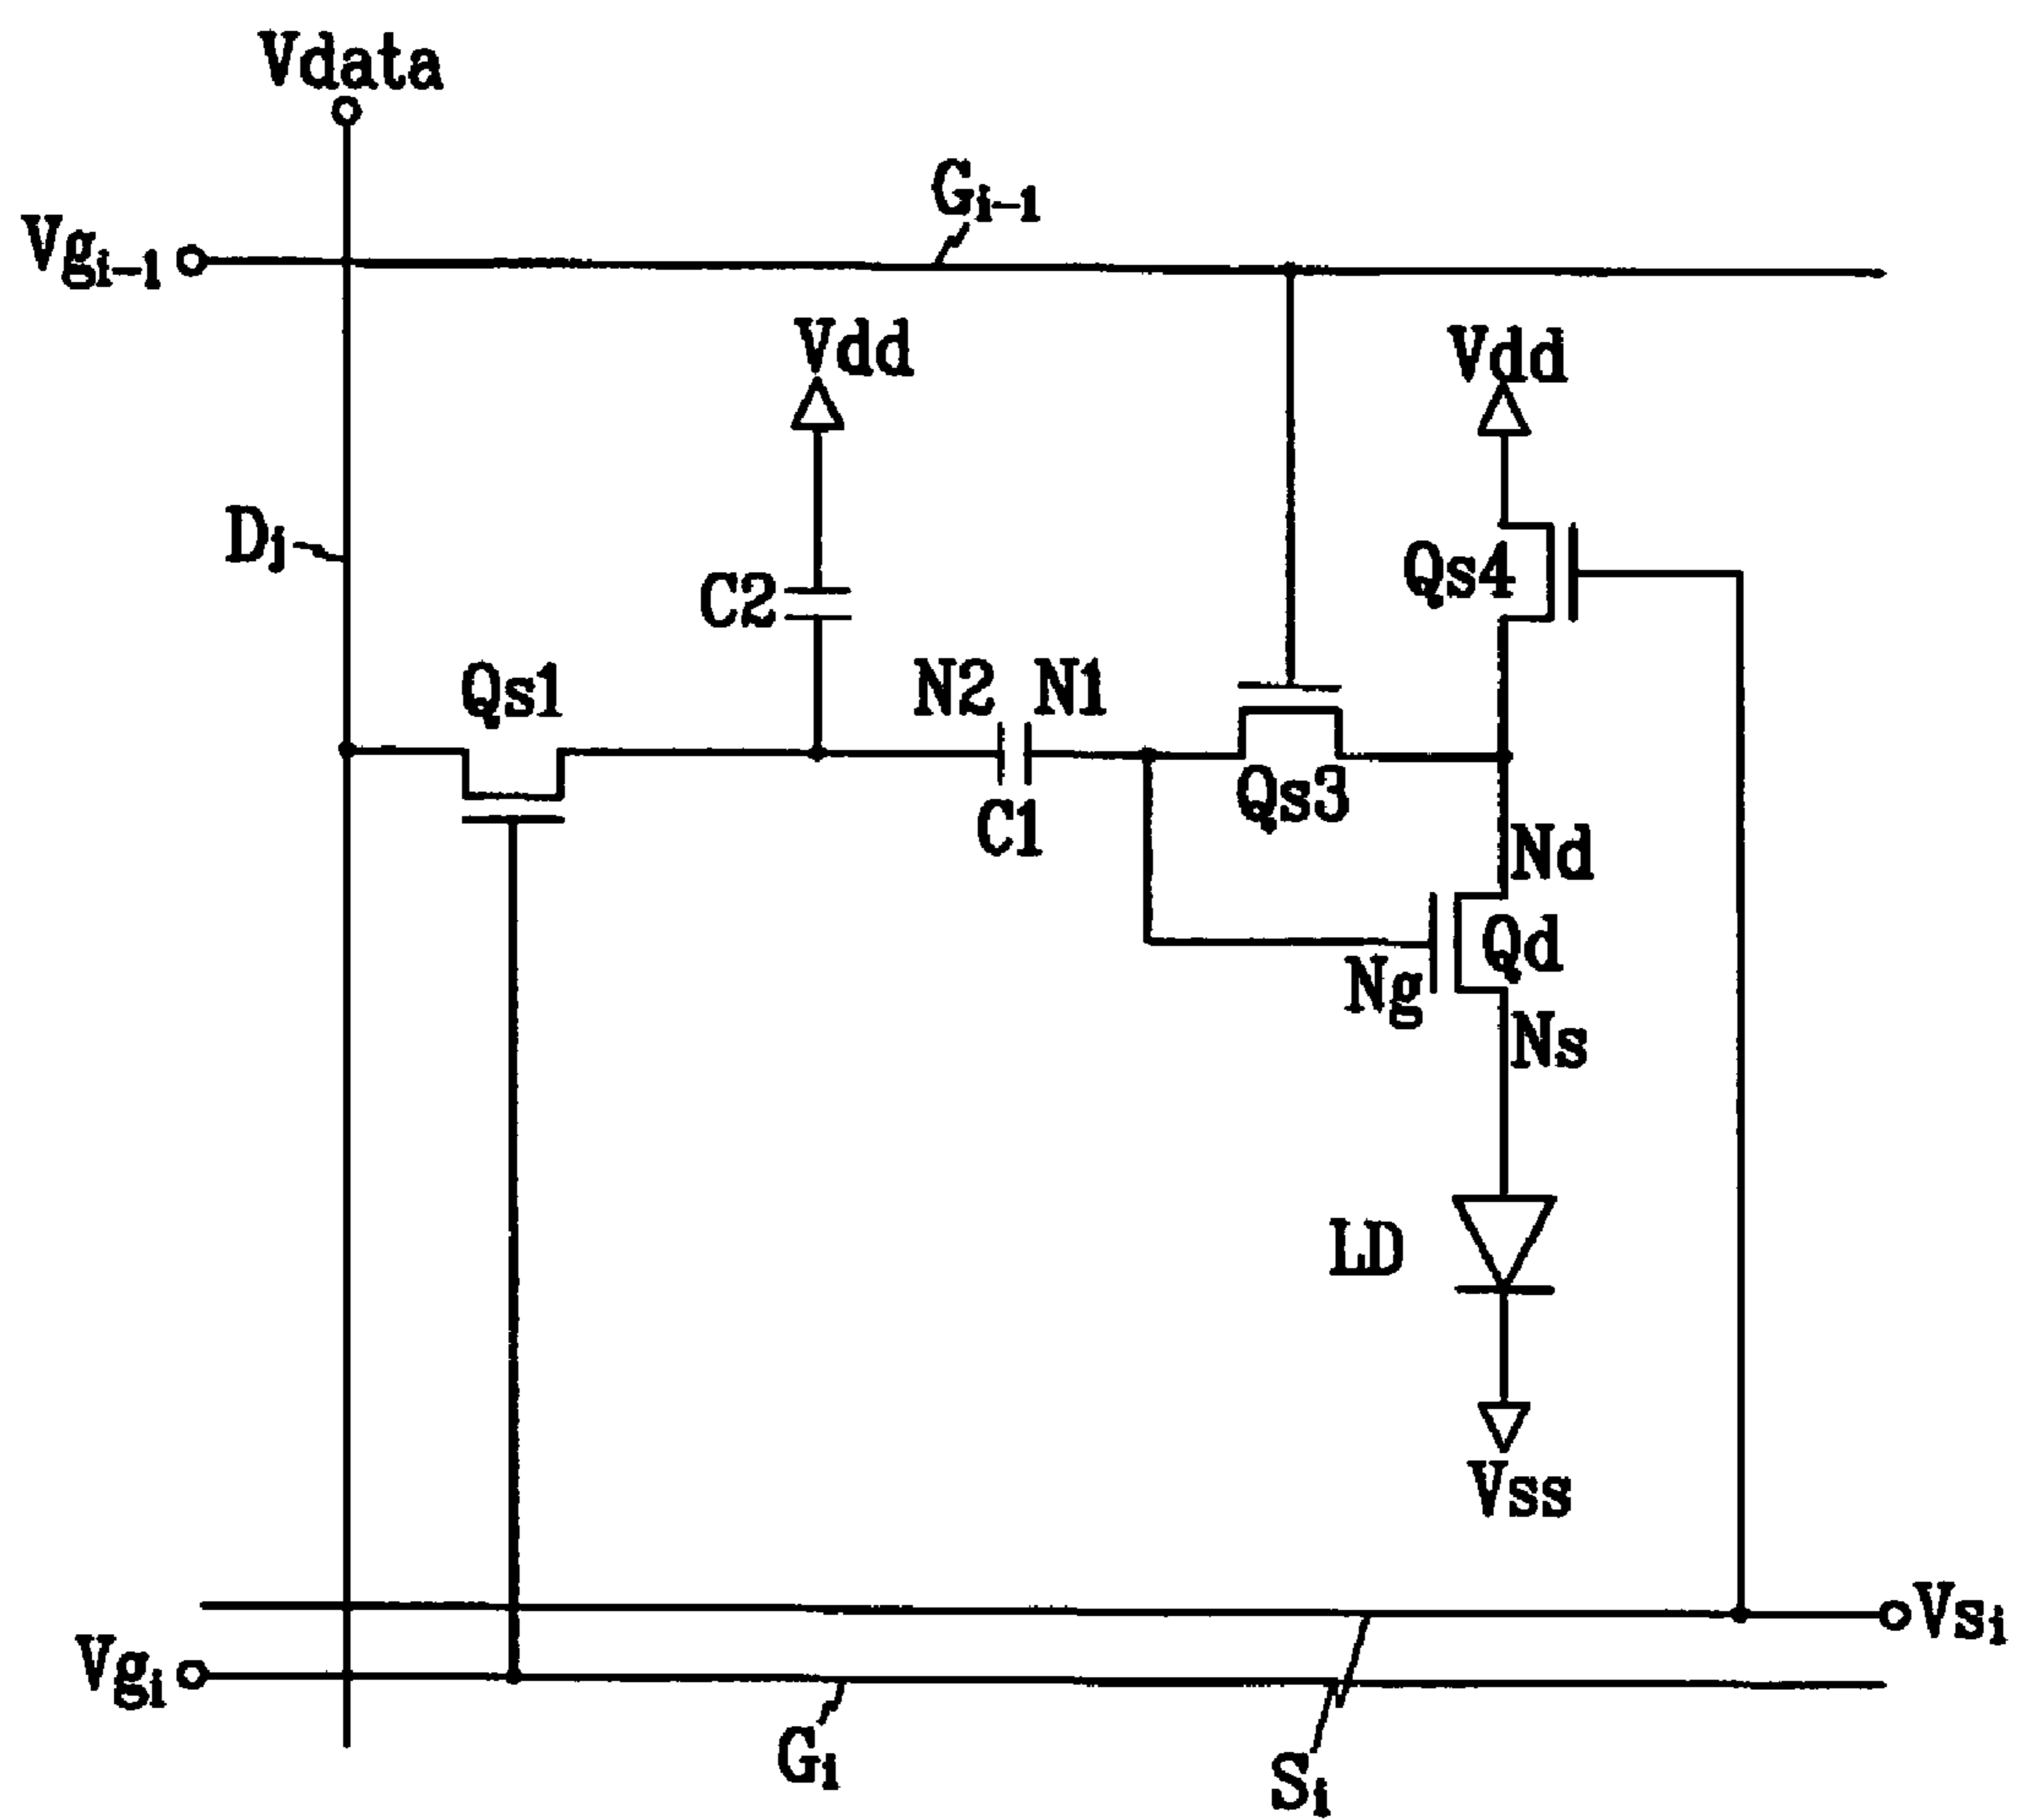 Vdata
Gi-1
Vgi-1
Vdd
Vdd
Dj
Qs4
C2
Qs1
N2 N1
Qs3
C1
Nd
Qd
Ng
Ns
LD
Vss
Vsi
Vgi
Gi
Si